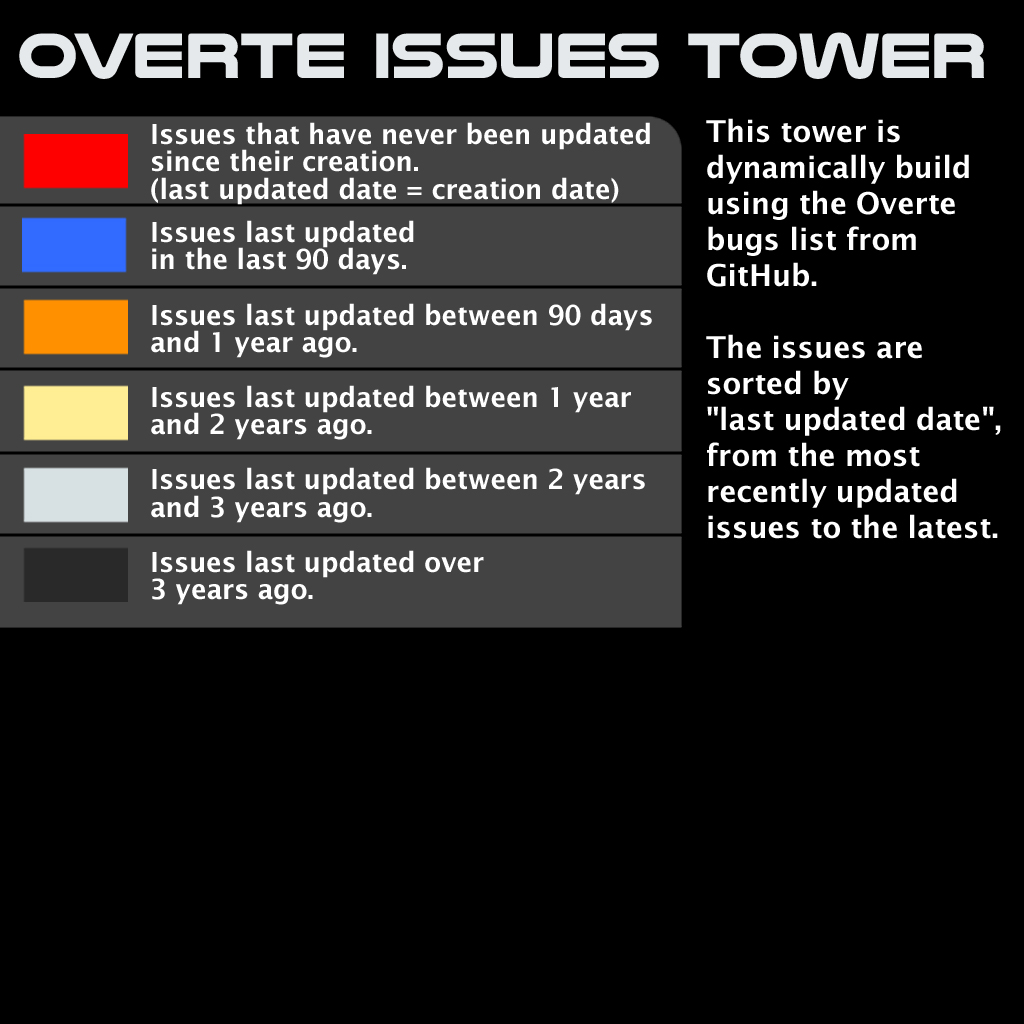 OVERTE ISSUES TOWER
Issues that have never been updated
since their creation.
(last updated date = creation date)
Issues last updated
in the last 90 days.
Issues last updated between 90 days
and 1 year ago.
Issues last updated between 1 year
and 2 years ago.
Issues last updated between 2 years
and 3 years ago.
Issues last updated over
3 years ago.
This tower is
dynamically build
using the Overte
bugs list from
GitHub.
The issues are
sorted by
"last updated date",
from the most
recently updated
issues to the latest.